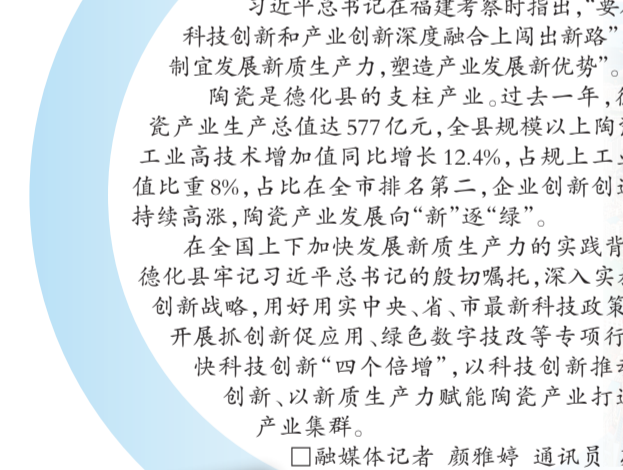 习近平总书记在福建考察时指出，“要
科技创新和产业创新深度融合上闯出新路”
制宜发展新质生产力，塑造产业发展新优势”。
陶瓷是德化县的支柱产业。过去一年，
瓷产业生产总值达577亿元，全县规模以上陶
工业高技术增加值同比增长12.4%，占规上工
值比重8%，占比在全市排名第二，企业创新创
持续高涨，陶瓷产业发展向“新”逐“绿”。
在全国上下加快发展新质生产力的实践背
德化县牢记习近平总书记的殷切嘱托，深入实
创新战略，用好用实中央、省、市最新科技政策
开展抓创新促应用、绿色数字技改等专项行
快科技创新“四个倍增”，以科技创新推
创新、以新质生产力赋能陶瓷产业打
产业集群。
□融媒体记者 颜雅婷 通讯员